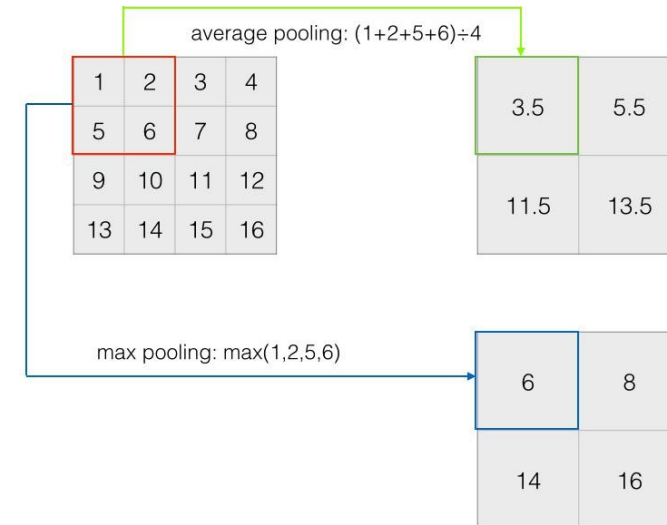 average pooling: (1+2+5+6)÷4
1 2 3 4
5 6 7 8
9 10 11 12
13 14 15 16
3.5 5.5
11.5 13.5
max pooling: max(1,2,5,6)
6 8
14 16